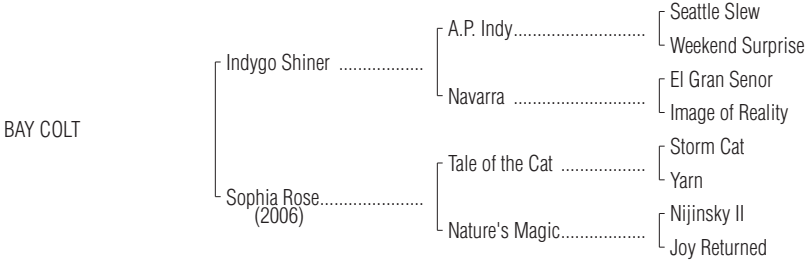 Seattle Slew
A.P. Indy.............................
Weekend Surprise
Indygo Shiner ..................
El Gran Senor
Navarra ............................
Image of Reality
BAY COLT
Storm Cat
Tale of the Cat ..................
Yarn
Sophia Rose......................
(2006)
Nijinsky II
Nature's Magic..................
Joy Returned